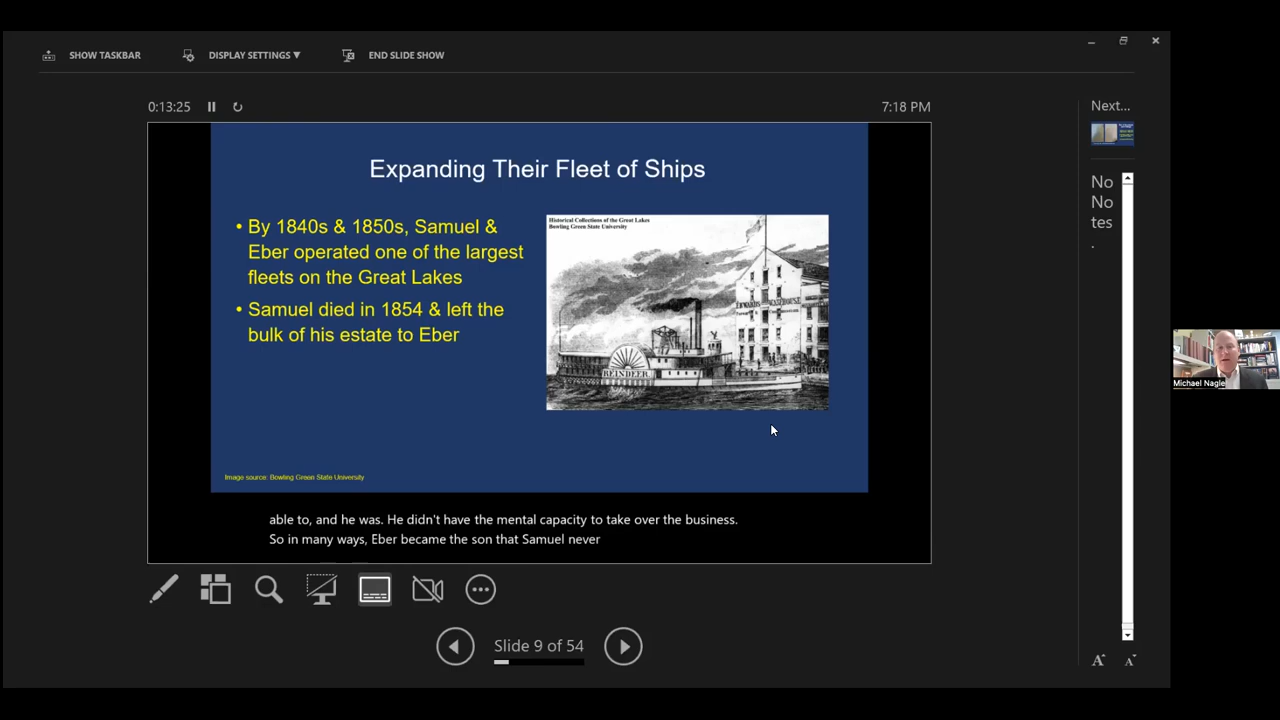 SHOW TASKBAR
DISPLAY SETTINGS ▼
END SLIDE SHOW
0:13:25
7:18 PM
Next...
Expanding Their Fleet of Ships
• By 1840s & 1850s, Samuel &
Eber operated one of the largest
fleets on the Great Lakes
• Samuel died in 1854 & left the
bulk of his estate to Eber
Historical Collections of the Great Lakes
Bowling Green State University
REINDEER
Image source: Bowling Green State University
No
No
tes
.
able to, and he was. He didn't have the mental capacity to take over the business.
So in many ways, Eber became the son that Samuel never
Michael Nagle
Slide 9 of 54
A
A